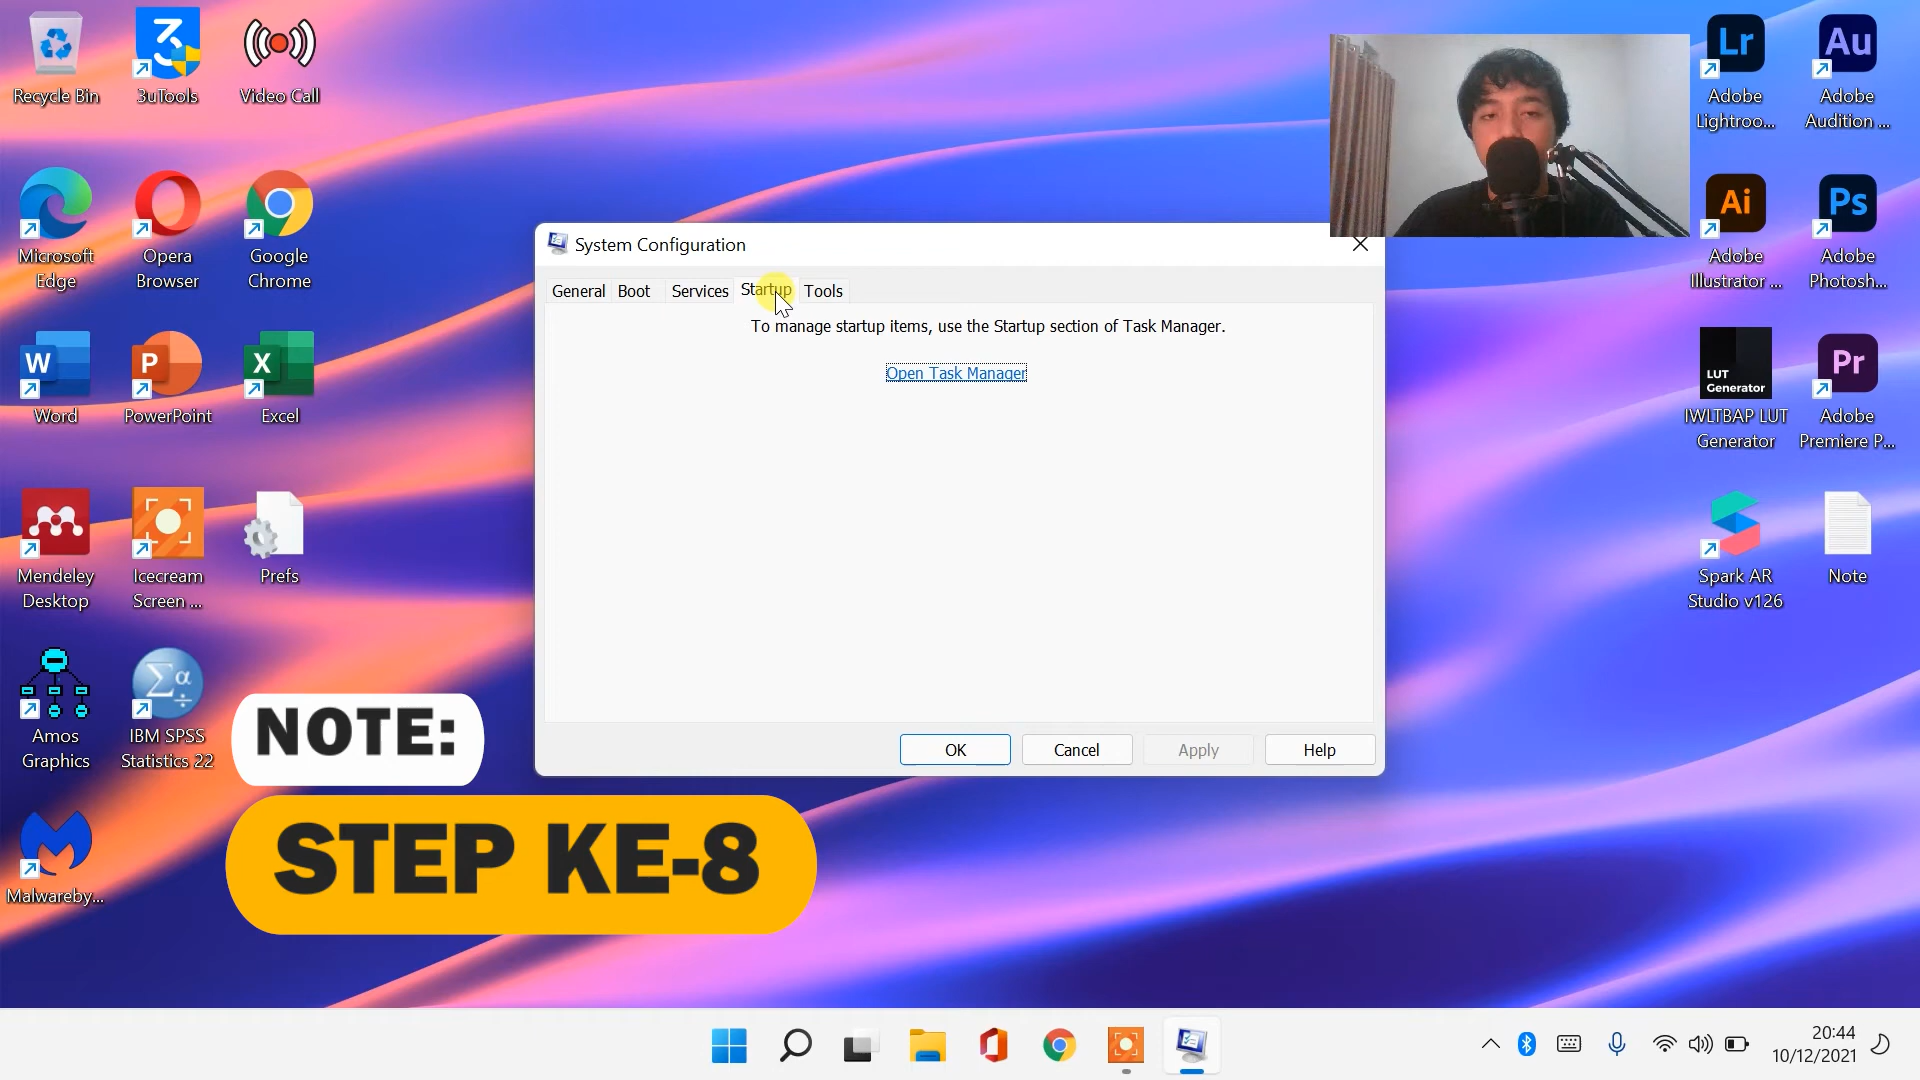 Recycle Bin
3uTools
Video Call
Lr
Adobe
Lightroo...
Au
Adobe
Audition ...
Microsoft
Edge
Opera
Browser
Google
Chrome
Ai
Adobe
Illustrator ...
Ps
Adobe
Photosh...
System Configuration
General
Boot
Services
Startup
Tools
To manage startup items, use the Startup section of Task Manager.
Open Task Manager
OK
Cancel
Apply
Help
W
Word
P
PowerPoint
X
Excel
LUT
Generator
IWLTBAP LUT
Generator
Pr
Adobe
Premiere P...
Mendeley
Desktop
Icecream
Screen ...
Prefs
Spark AR
Studio v126
Note
Amos
Graphics
Σα
÷
IBM SPSS
Statistics 22
Malwareby...
NOTE:
STEP KE-8
20:44
10/12/2021